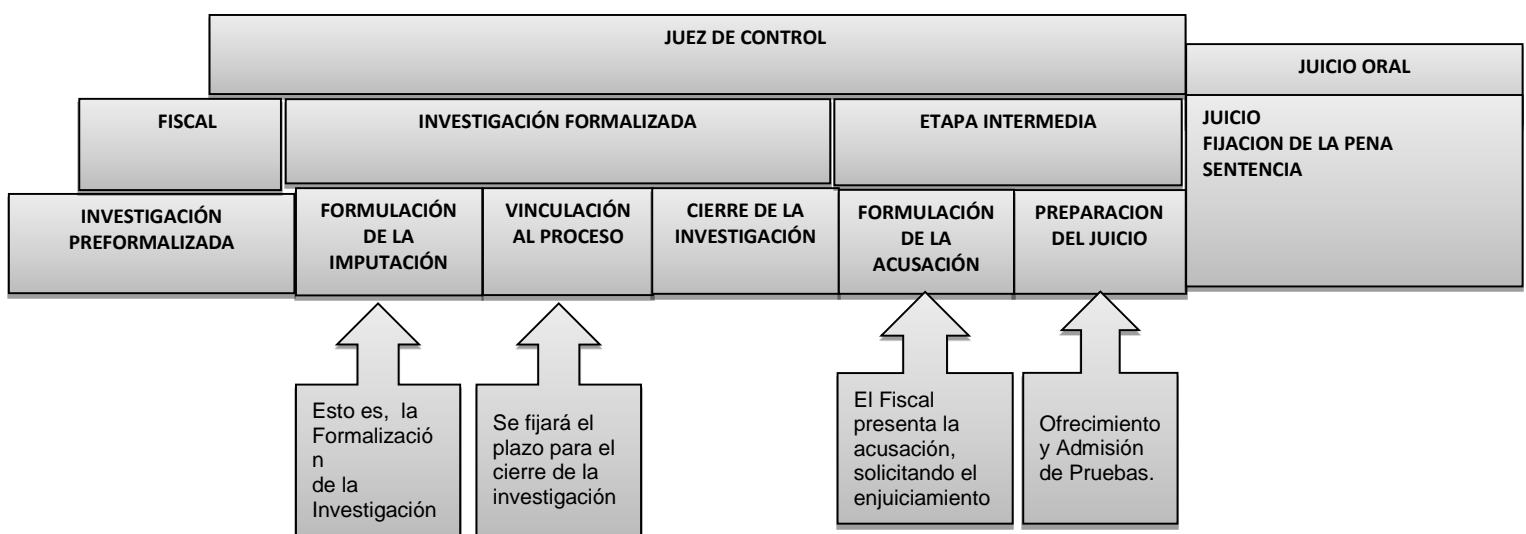 JUEZ DE CONTROL
JUICIO ORAL
FISCAL
INVESTIGACIÓN FORMALIZADA
ETAPA INTERMEDIA
JUICIO
FIJACION DE LA PENA
SENTENCIA
INVESTIGACIÓN
PREFORMALIZADA
FORMULACIÓN
DE LA
IMPUTACIÓN
VINCULACIÓN
AL PROCESO
CIERRE DE LA
INVESTIGACIÓN
FORMULACIÓN
DE LA
ACUSACIÓN
PREPARACION
DEL JUICIO
Esto es, la
Formalizació
n
de la
Investigación
Se fijará el
plazo para el
cierre de la
investigación
El Fiscal
presenta la
acusación,
solicitando el
enjuiciamiento
Ofrecimiento
y Admisión
de Pruebas.